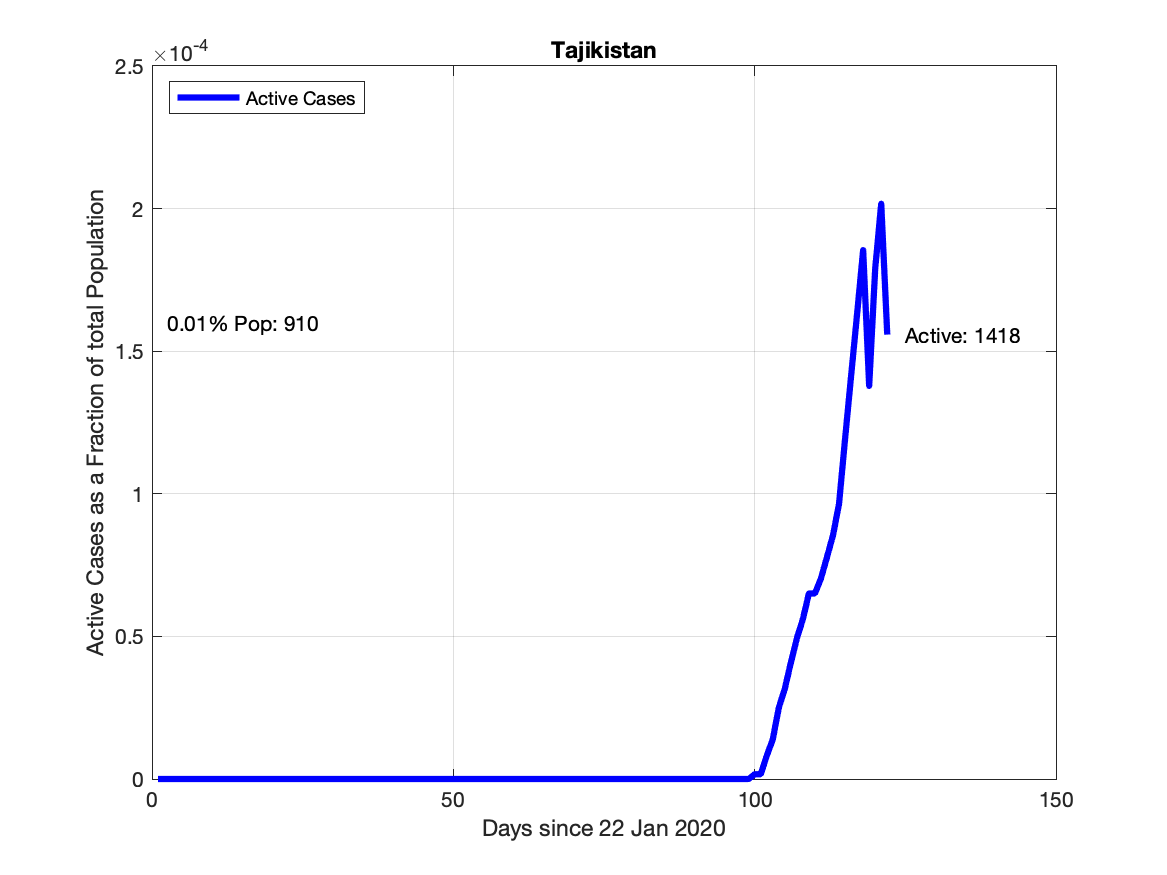 Tajikistan
×10-4
2.5
2
1.5
1
0.5
0
Active Cases
0.01% Pop: 910
Active: 1418
Active Cases as a Fraction of total Population
0
50
100
150
Days since 22 Jan 2020